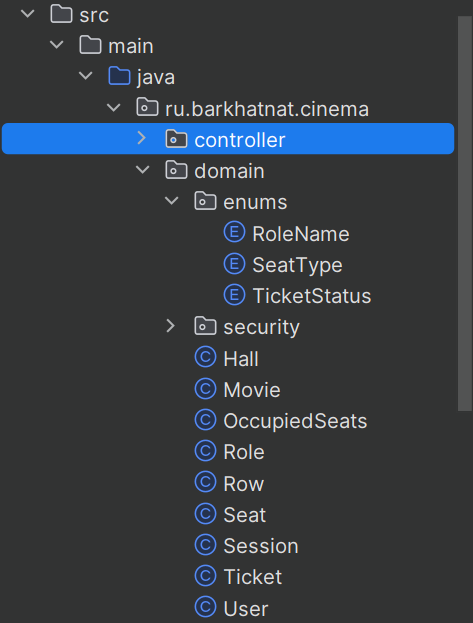 src
main
java
ru.barkhatnat.cinema
controller
domain
enums
E RoleName
E SeatType
E TicketStatus
security
C Hall
C Movie
C OccupiedSeats
C Role
C Row
C Seat
C Session
C Ticket
C User